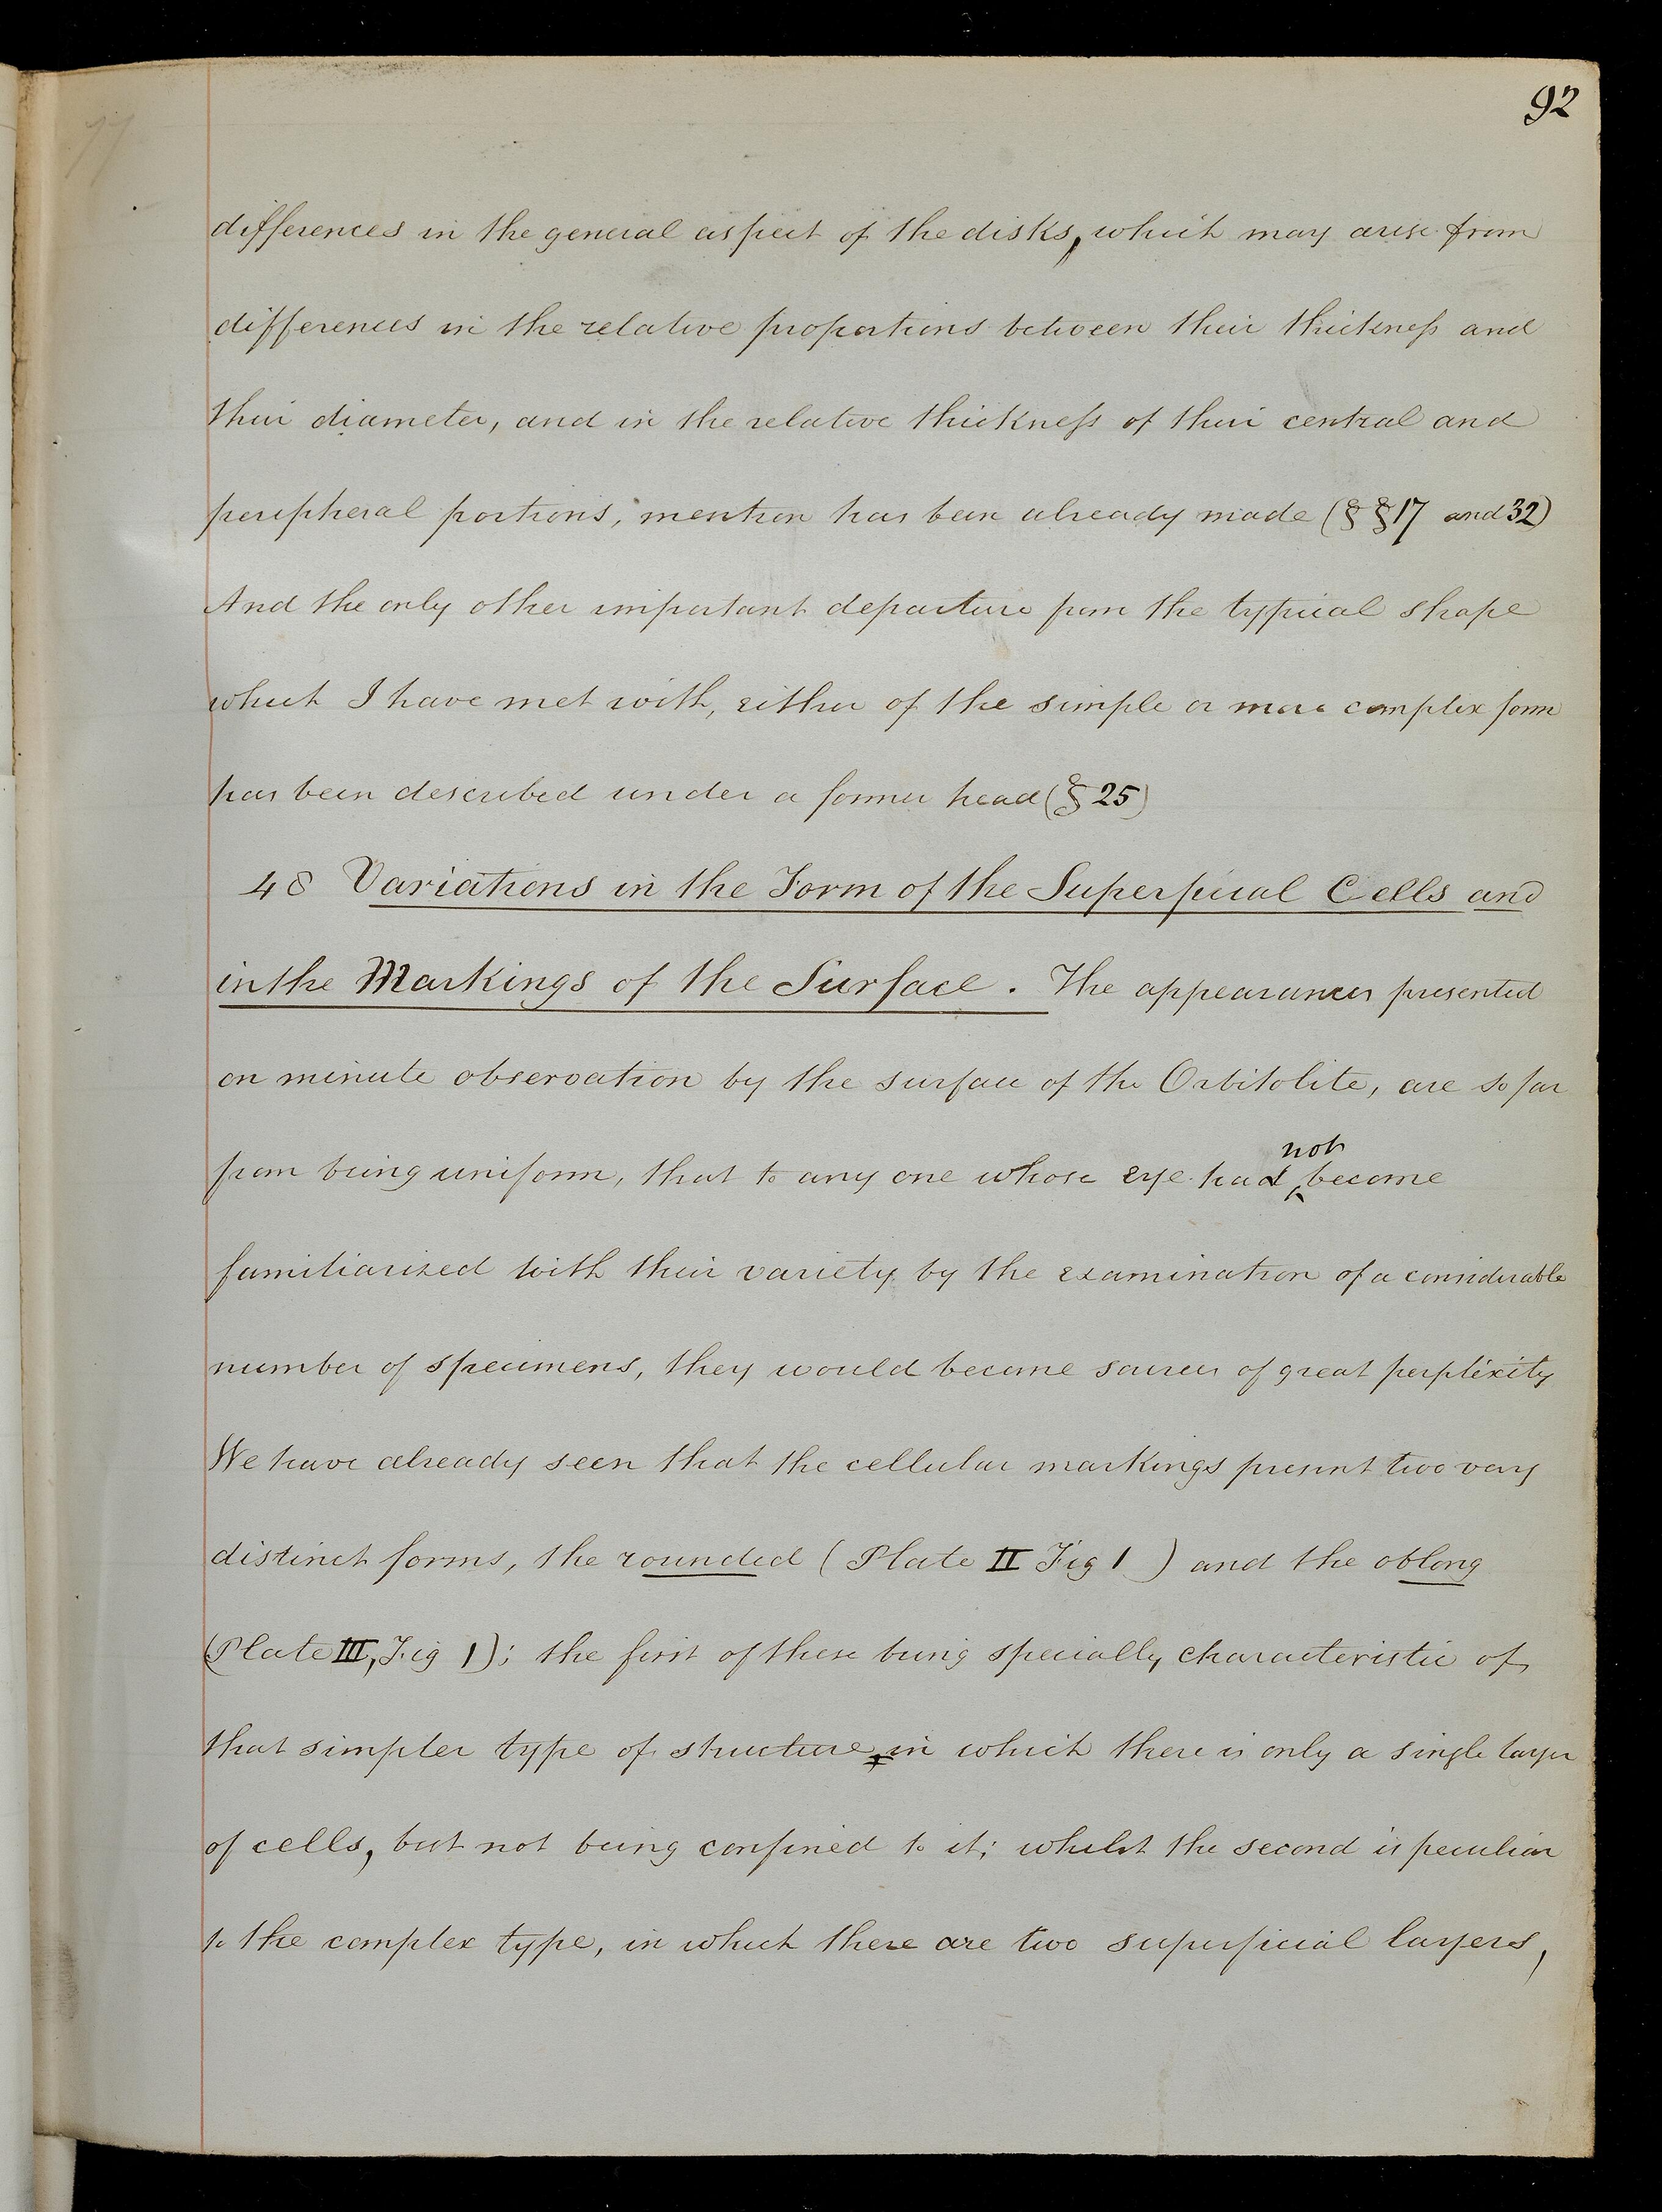 92
differences in the general aspect of the disks, which may arise from
differences in the relative proportions between their thickness and
their diameter, and in the relative thickness of their central and
peripheral portions, mention has been already made (§§17 and 32)
And the only other important departure from the typical shape
which I have met with, either of the simple or more complex form
has been described under a former head (§ 25)
48 Variations in the Form of the Superficial Cells and
in the Markings of the Surface. The appearances presented
on minute observation by the surface of the Orbitolite, are so far
not
from being uniform, that to any one whose eye had ‸ become
familiarized with their variety by the examination of a considerable
number of specimens, they would become sources of great perplexity
We have already seen that the cellular markings present two very
distinct forms, the rounded (Plate II Fig 1 ) and the oblong
(Plate III, Fig 1); the first of these being specially characteristic of
that simpler type of structure in which there is only a single layer
of cells, but not being confined to it; whilst the second is peculiar
to the complex type, in which there are two superficial layers,